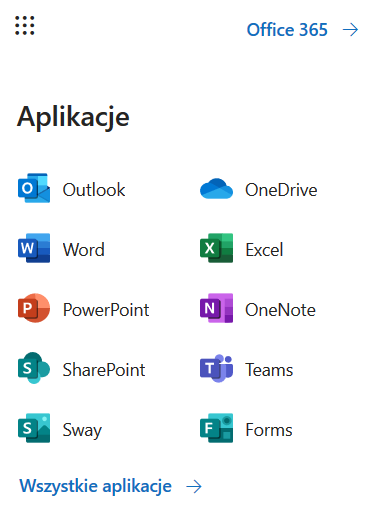 Office 365
Aplikacje
Outlook OneDrive
Word Excel
PowerPoint OneNote
SharePoint Teams
Sway Forms
Wszystkie aplikacje